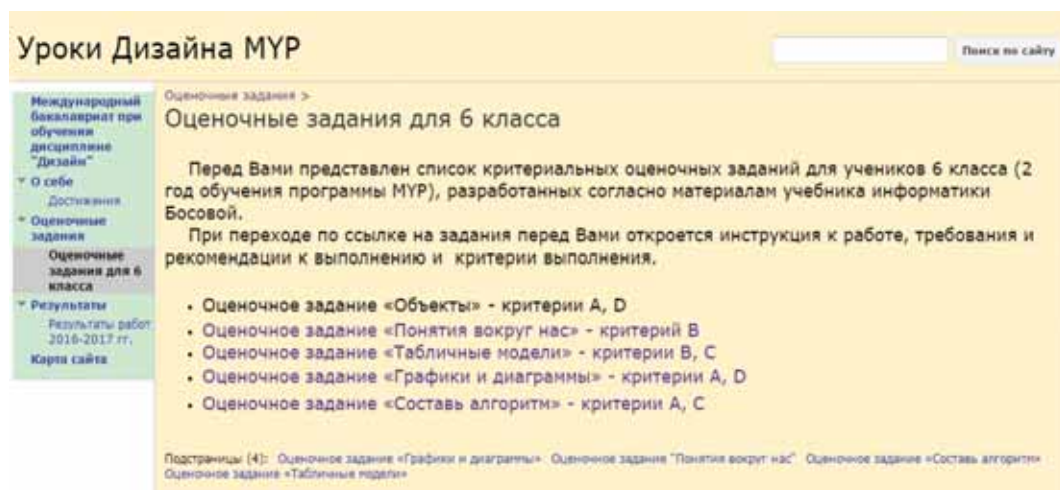 Уроки Дизайна MYP
Поиск по сайту
Международный
бакалавриат при
обучении
дисциплине
"Дизайн"
О себе
Достижения
Оценочные
задания
Оценочные
задания для 6
класса
Результаты
Результаты работ
2016-2017 гг.
Карта сайта
Оценочные задания >
Оценочные задания для 6 класса
Перед Вами представлен список критериальных оценочных заданий для учеников 6 класса (2
год обучения программы MYP), разработанных согласно материалам учебника информатики
Босовой.
При переходе по ссылке на задания перед Вами откроется инструкция к работе, требования и
рекомендации к выполнению и критерии выполнения.
• Оценочное задание «Объекты» - критерии A, D
• Оценочное задание «Понятия вокруг нас» - критерий B
• Оценочное задание «Табличные модели» - критерии B, C
• Оценочное задание «Графики и диаграммы» - критерии A, D
• Оценочное задание «Составь алгоритм» - критерии A, C
Подстраницы (4): Оценочное задание «Графики и диаграммы» Оценочное задание "Понятия вокруг нас" Оценочное задание «Составь алгоритм»
Оценочное задание «Табличные модели»